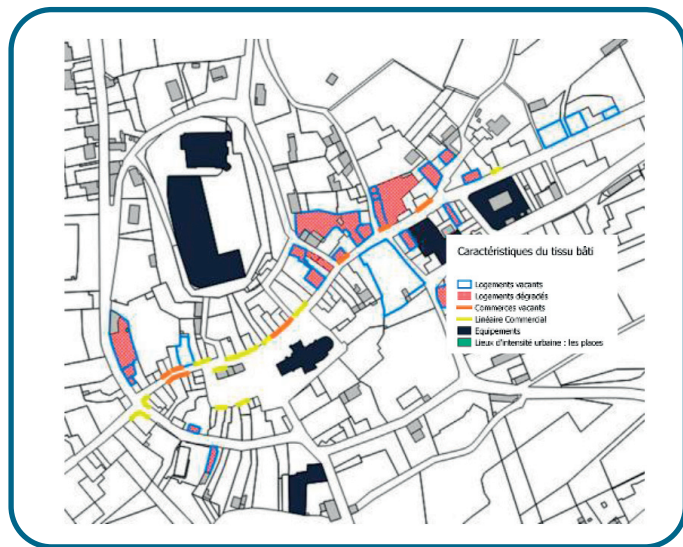 Caractéristiques du tissu bâti
Logements vacants
Logements dégradés
Commerces vacants
Linéaire Commercial
Equipements
Lieux d'intensité urbaine : les places